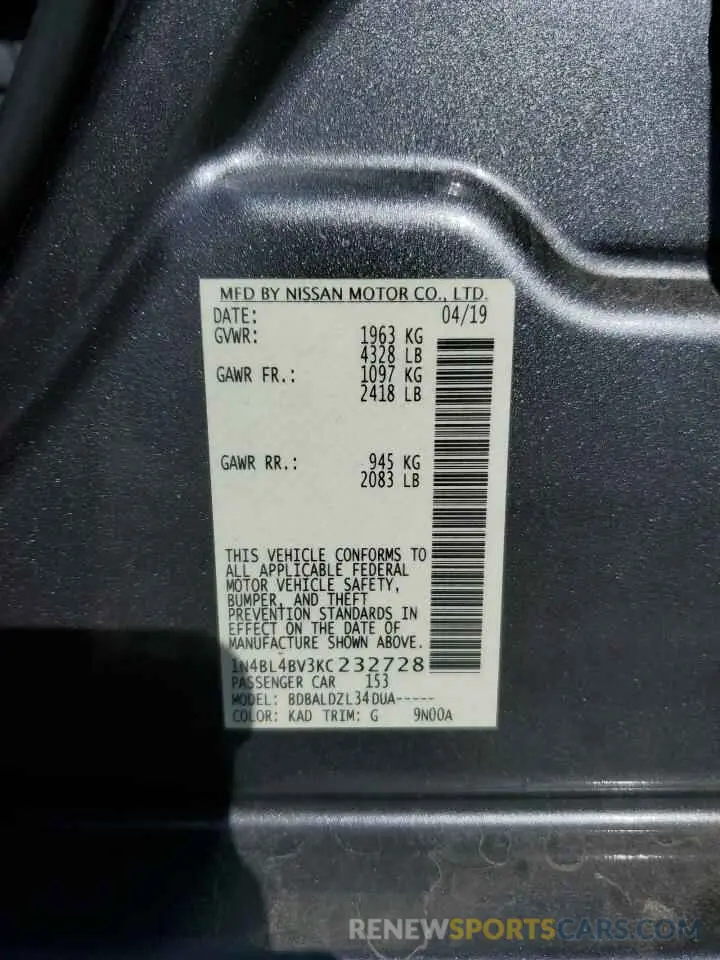 MFD BY NISSAN MOTOR CO., LTD.
DATE: 04/19
GVWR: 1963 KG
4328 LB
GAWR FR.: 1097 KG
2418 LB
GAWR RR.: 945 KG
2083 LB
THIS VEHICLE CONFORMS TO
ALL APPLICABLE FEDERAL
MOTOR VEHICLE SAFETY,
BUMPER, AND THEFT
PREVENTION STANDARDS IN
EFFECT ON THE DATE OF
MANUFACTURE SHOWN ABOVE.
1N4BL4BV3KC232728
PASSENGER CAR 153
MODEL: BDBALDZL34DUA-----
COLOR: KAD TRIM: G 9N00A
RENEWSPORTSCARS.COM